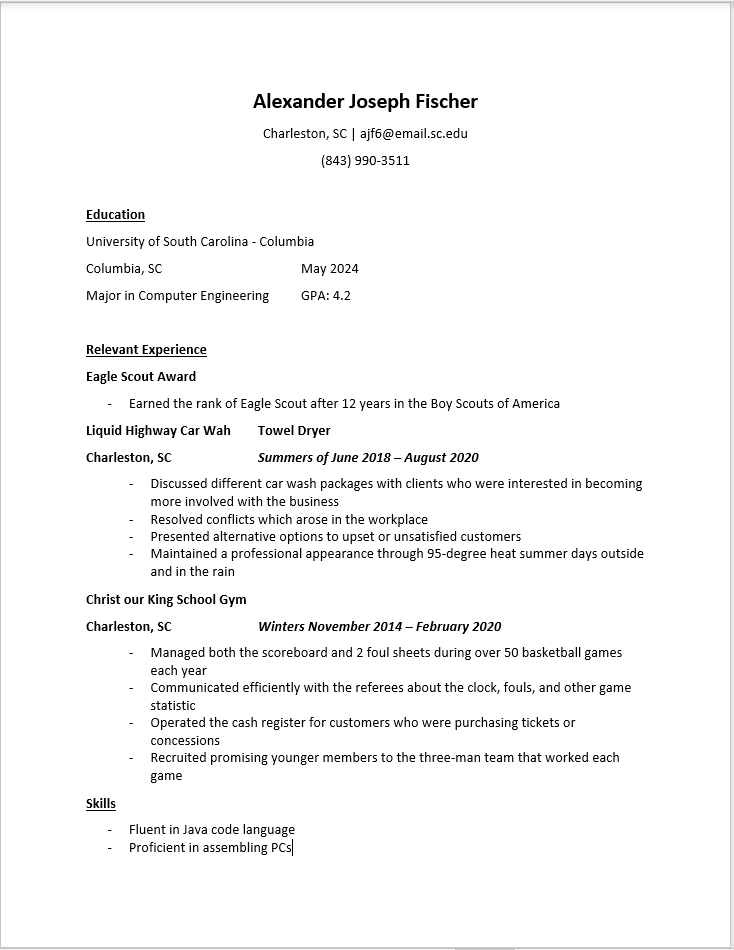 Alexander Joseph Fischer
Charleston, SC | ajf6@email.sc.edu
(843) 990-3511
Education
University of South Carolina - Columbia
Columbia, SC May 2024
Major in Computer Engineering GPA: 4.2
Relevant Experience
Eagle Scout Award
- Earned the rank of Eagle Scout after 12 years in the Boy Scouts of America
Liquid Highway Car Wah Towel Dryer
Charleston, SC Summers of June 2018 – August 2020
- Discussed different car wash packages with clients who were interested in becoming
more involved with the business
- Resolved conflicts which arose in the workplace
- Presented alternative options to upset or unsatisfied customers
- Maintained a professional appearance through 95-degree heat summer days outside
and in the rain
Christ our King School Gym
Charleston, SC Winters November 2014 – February 2020
- Managed both the scoreboard and 2 foul sheets during over 50 basketball games
each year
- Communicated efficiently with the referees about the clock, fouls, and other game
statistic
- Operated the cash register for customers who were purchasing tickets or
concessions
- Recruited promising younger members to the three-man team that worked each
game
Skills
- Fluent in Java code language
- Proficient in assembling PCs